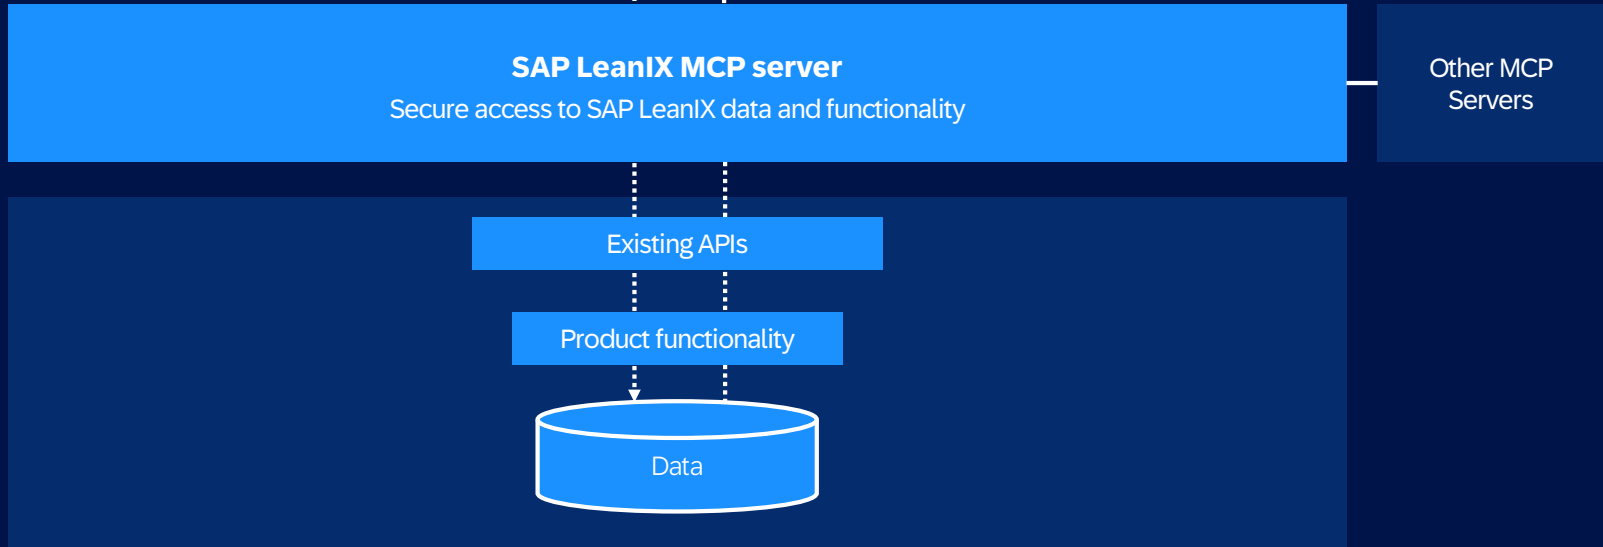 SAP LeanIX MCP server
Secure access to SAP LeanIX data and functionality
Other MCP
Servers
Existing APIs
Product functionality
Data